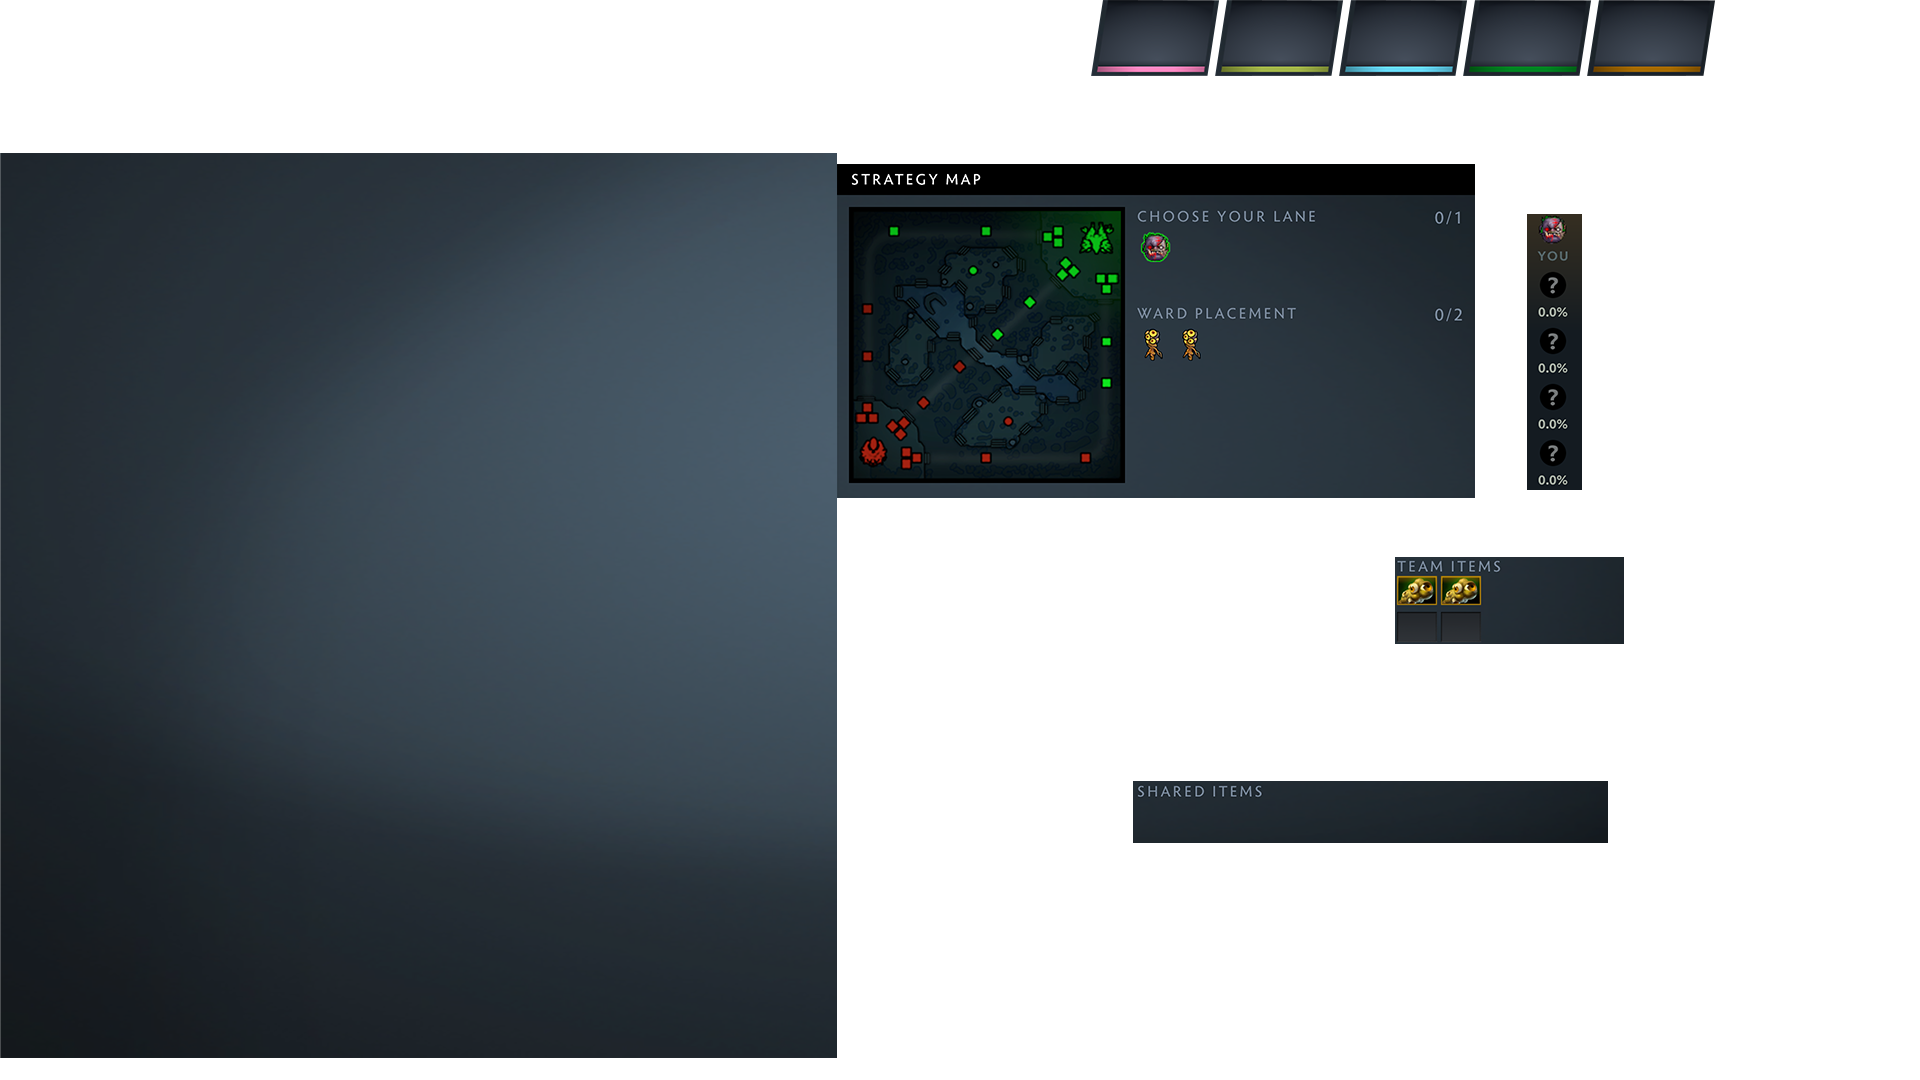 STRATEGY MAP
CHOOSE YOUR LANE 0/1
WARD PLACEMENT 0/2
YOU
?
0.0%
?
0.0%
?
0.0%
?
0.0%
TEAM ITEMS
SHARED ITEMS